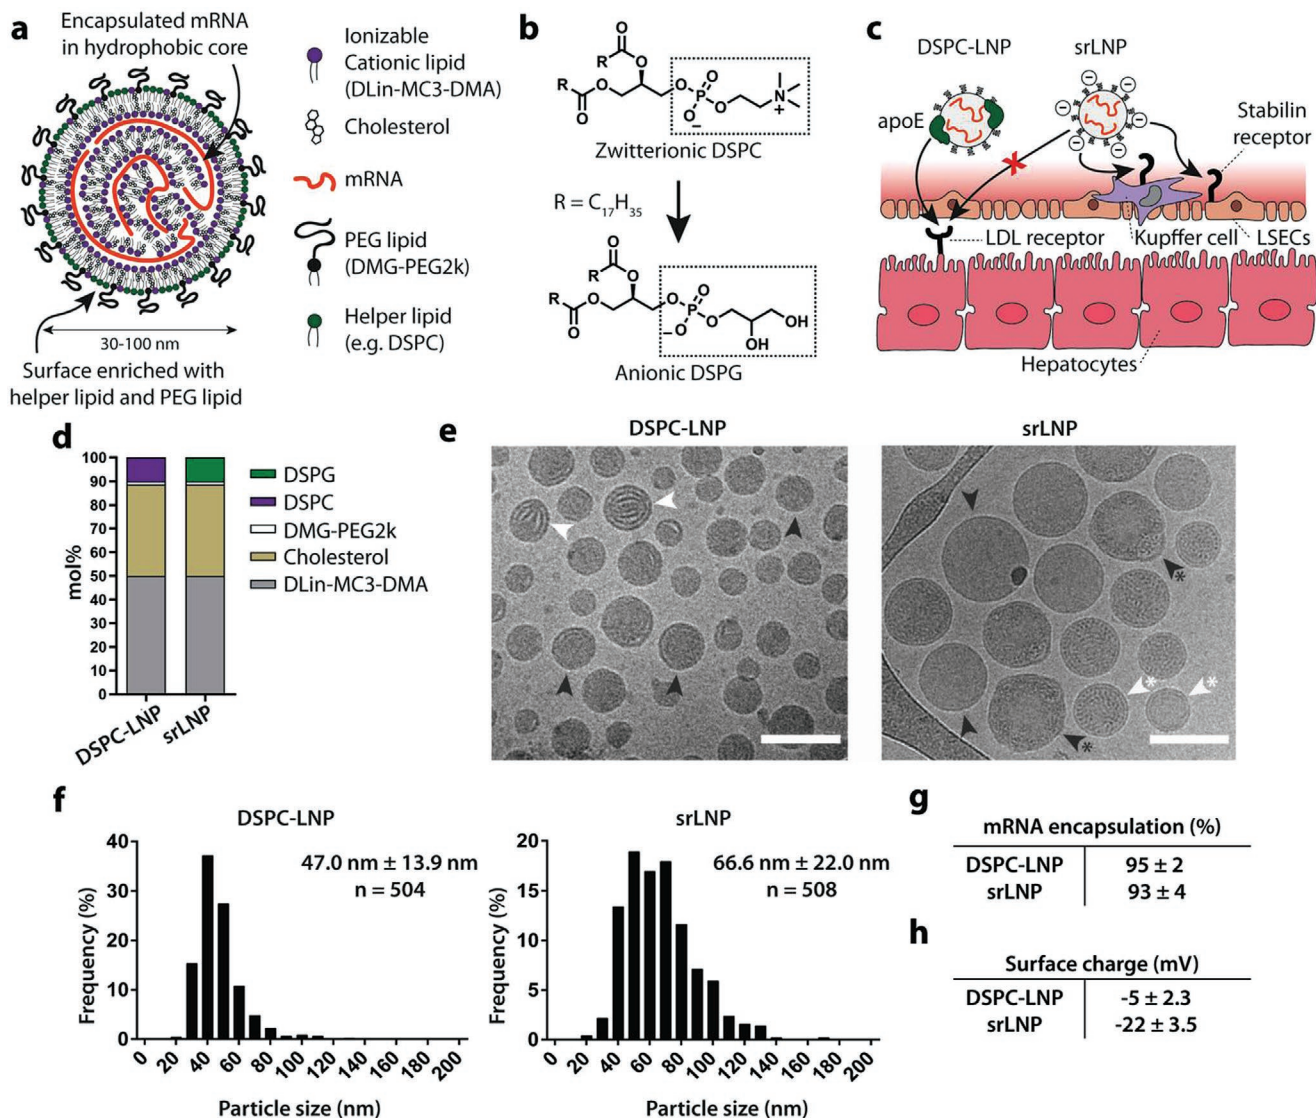 a
Encapsulated mRNA
in hydrophobic core
30-100 nm
Surface enriched with
helper lipid and PEG lipid
Ionizable
Cationic lipid
(DLin-MC3-DMA)
Cholesterol
mRNA
PEG lipid
(DMG-PEG2k)
Helper lipid
(e.g. DSPC)
b
O
R
O
R
O
O
O
P
O
O
−
N
+
Zwitterionic DSPC
R = C₁₇H₃₅
O
R
O
R
O
O
O
P
O
O
−
OH
OH
Anionic DSPG
c
DSPC-LNP
srLNP
Stabilin
receptor
apoE
LDL receptor
Kupffer cell
LSECs
Hepatocytes
d
mol%
100
90
80
70
60
50
40
30
20
10
0
DSPC-LNP
srLNP
DSPG
DSPC
DMG-PEG2k
Cholesterol
DLin-MC3-DMA
e
DSPC-LNP
srLNP
*
*
*
*
f
DSPC-LNP
47.0 nm ± 13.9 nm
n = 504
Frequency (%)
40
30
20
10
0
0 20 40 60 80 100 120 140 160 180 200
Particle size (nm)
srLNP
66.6 nm ± 22.0 nm
n = 508
Frequency (%)
20
15
10
5
0
0 20 40 60 80 100 120 140 160 180 200
Particle size (nm)
g
mRNA encapsulation (%)
DSPC-LNP 95 ± 2
srLNP 93 ± 4
h
Surface charge (mV)
DSPC-LNP -5 ± 2.3
srLNP -22 ± 3.5